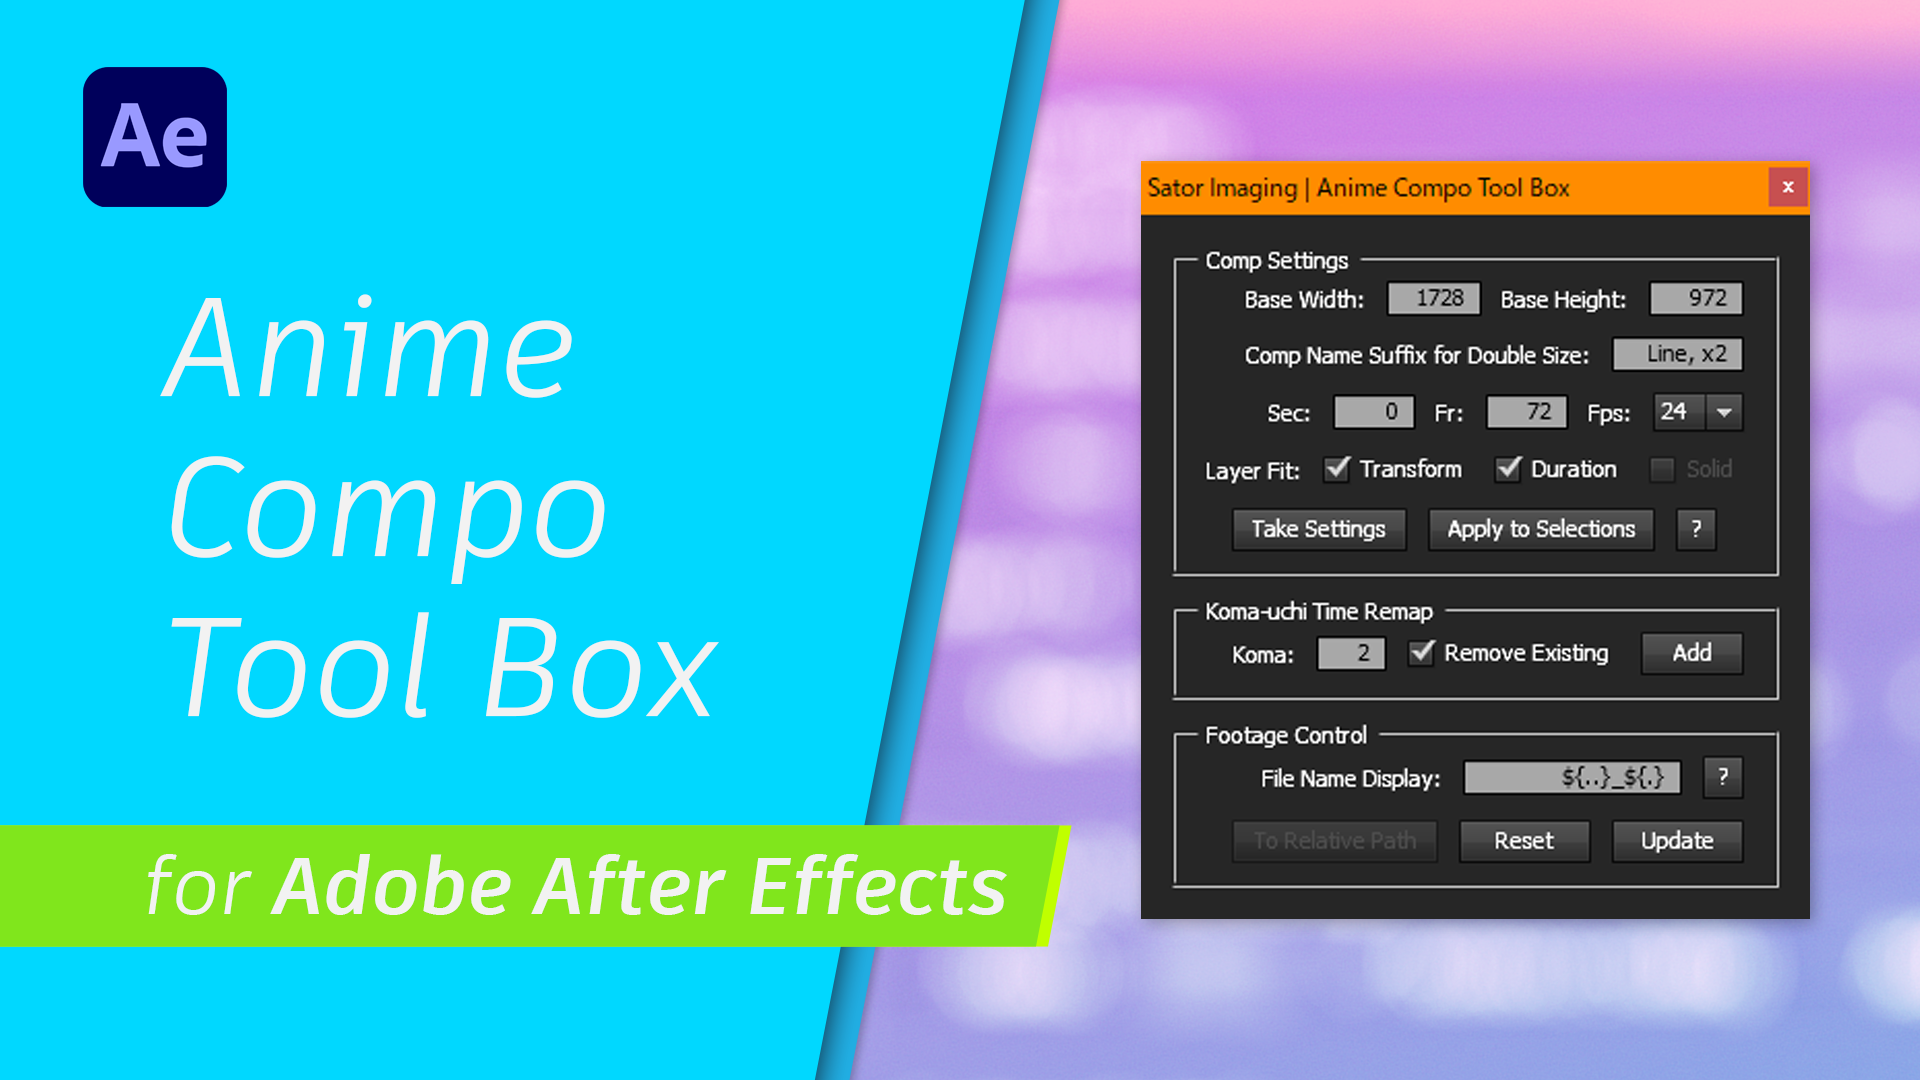 Ae
Anime
Compo
Tool Box
for Adobe After Effects
Sator Imaging | Anime Compo Tool Box
x
Comp Settings
Base Width: 1728 Base Height: 972
Comp Name Suffix for Double Size: Line, x2
Sec: 0 Fr: 72 Fps: 24
Layer Fit: Transform Duration Solid
Take Settings Apply to Selections ?
Koma-uchi Time Remap
Koma: 2 Remove Existing Add
Footage Control
File Name Display: ${..}_${.} ?
To Relative Path Reset Update